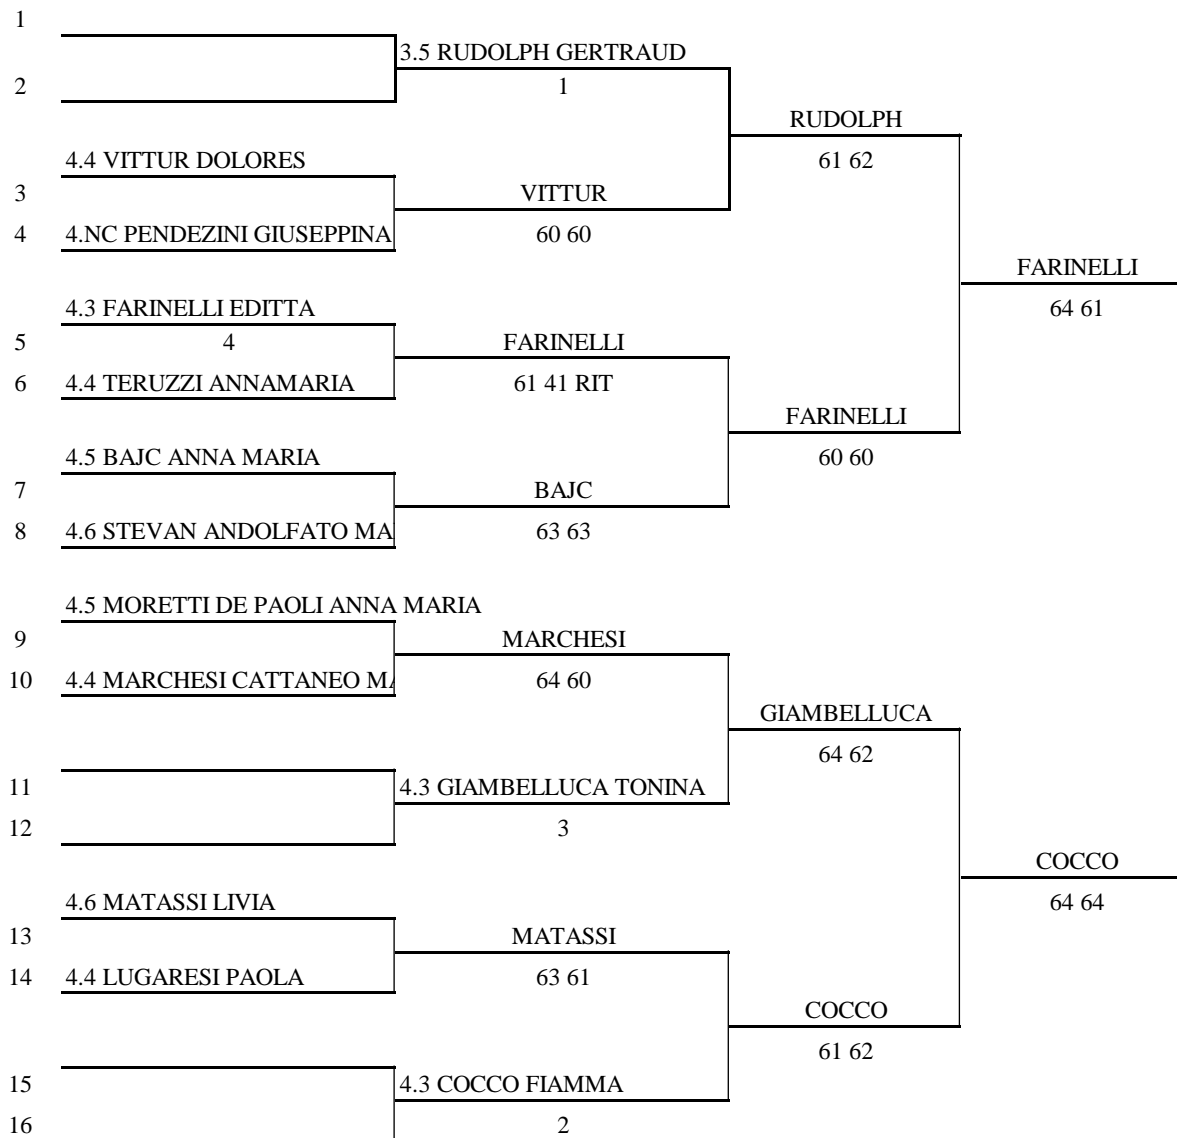 1
3.5 RUDOLPH GERTRAUD
2
1
RUDOLPH
4.4 VITTUR DOLORES
61 62
3
VITTUR
4
4.NC PENDEZINI GIUSEPPINA
60 60
FARINELLI
4.3 FARINELLI EDITTA
64 61
5
4
FARINELLI
6
4.4 TERUZZI ANNAMARIA
61 41 RIT
FARINELLI
4.5 BAJC ANNA MARIA
60 60
7
BAJC
8
4.6 STEVAN ANDOLFATO MA
63 63
4.5 MORETTI DE PAOLI ANNA MARIA
9
MARCHESI
10
4.4 MARCHESI CATTANEO MA
64 60
GIAMBELLUCA
64 62
11
4.3 GIAMBELLUCA TONINA
12
3
COCCO
4.6 MATASSI LIVIA
64 64
13
MATASSI
14
4.4 LUGARESI PAOLA
63 61
COCCO
61 62
15
4.3 COCCO FIAMMA
16
2